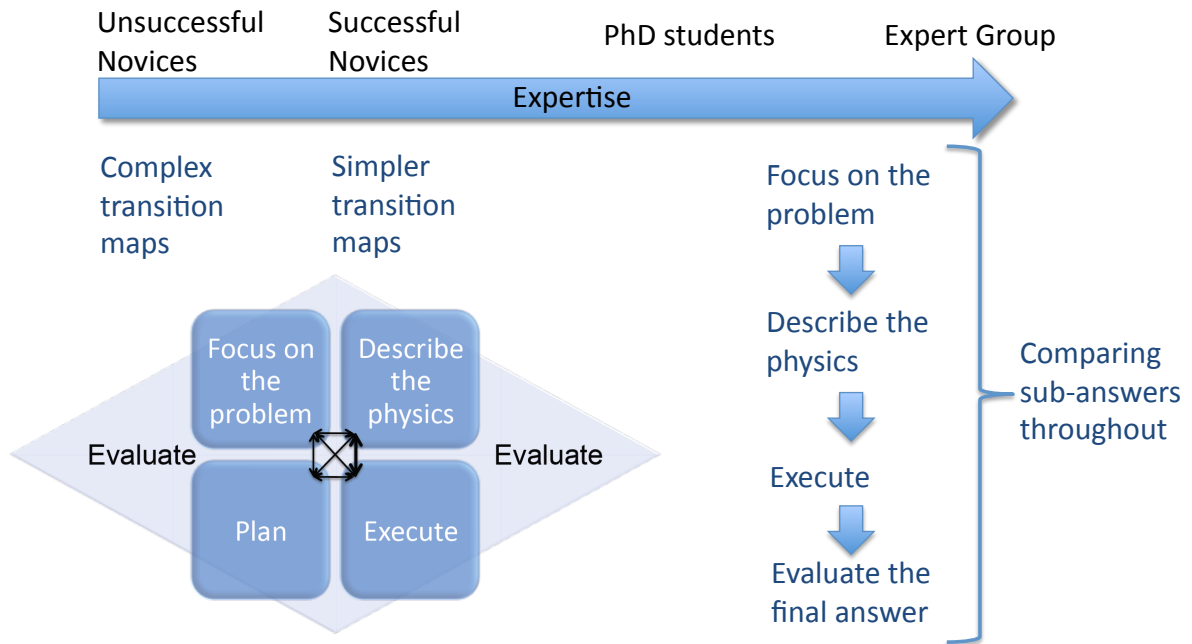 Unsuccessful
Novices
Successful
Novices
PhD students
Expert Group
Expertise
Complex
transition
maps
Simpler
transition
maps
Focus on
the
problem
Describe
the
physics
Evaluate
Evaluate
Plan
Execute
Focus on the
problem
Describe the
physics
Execute
Evaluate the
final answer
Comparing
sub-answers
throughout